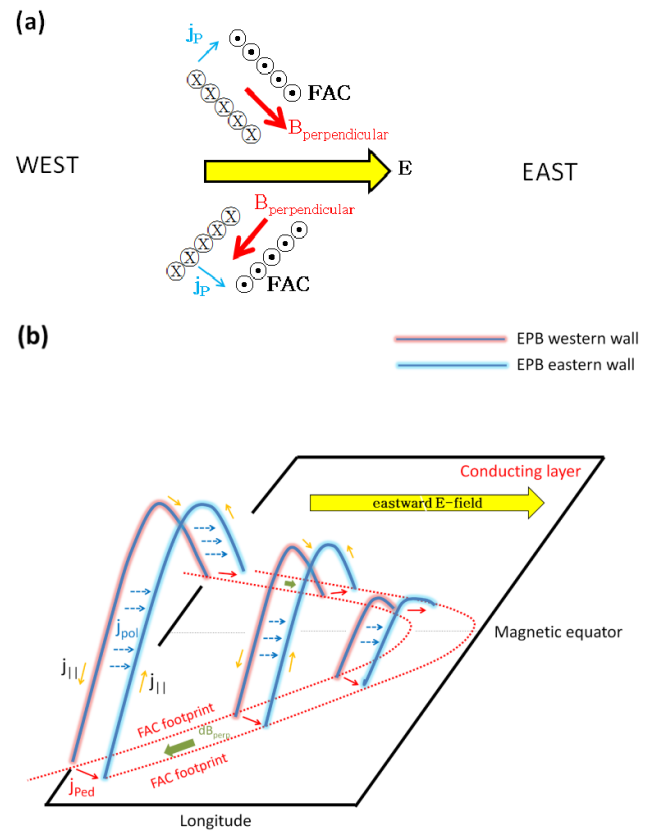 (a)
jP
FAC
Bperpendicular
WEST
E
EAST
Bperpendicular
jP
FAC
(b)
EPB western wall
EPB eastern wall
Conducting layer
eastward E-field
jpol
Magnetic equator
j||
j||
FAC footprint
dBperp
FAC footprint
jPed
Longitude